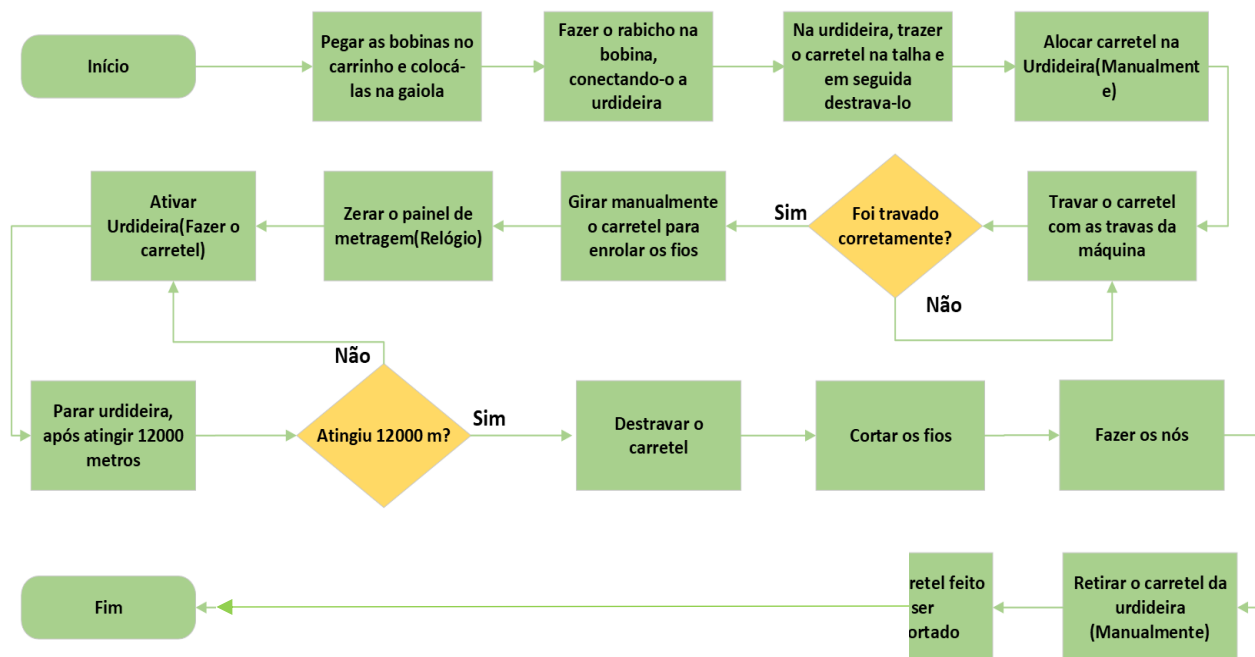 Início
Pegar as bobinas no
carrinho e colocá-
las na gaiola
Fazer o rabicho na
bobina,
conectando-o a
urdideira
Na urdideira, trazer
o carretel na talha e
em seguida
destrava-lo
Alocar carretel na
Urdideira(Manualment
e)
Travar o carretel
com as travas da
máquina
Foi travado
corretamente?
Não
Sim
Girar manualmente
o carretel para
enrolar os fios
Zerar o painel de
metragem(Relógio)
Ativar
Urdideira(Fazer o
carretel)
Parar urdideira,
após atingir 12000
metros
Atingiu 12000 m?
Não
Sim
Destravar o
carretel
Cortar os fios
Fazer os nós
Retirar o carretel da
urdideira
(Manualmente)
feito
ser
Fim